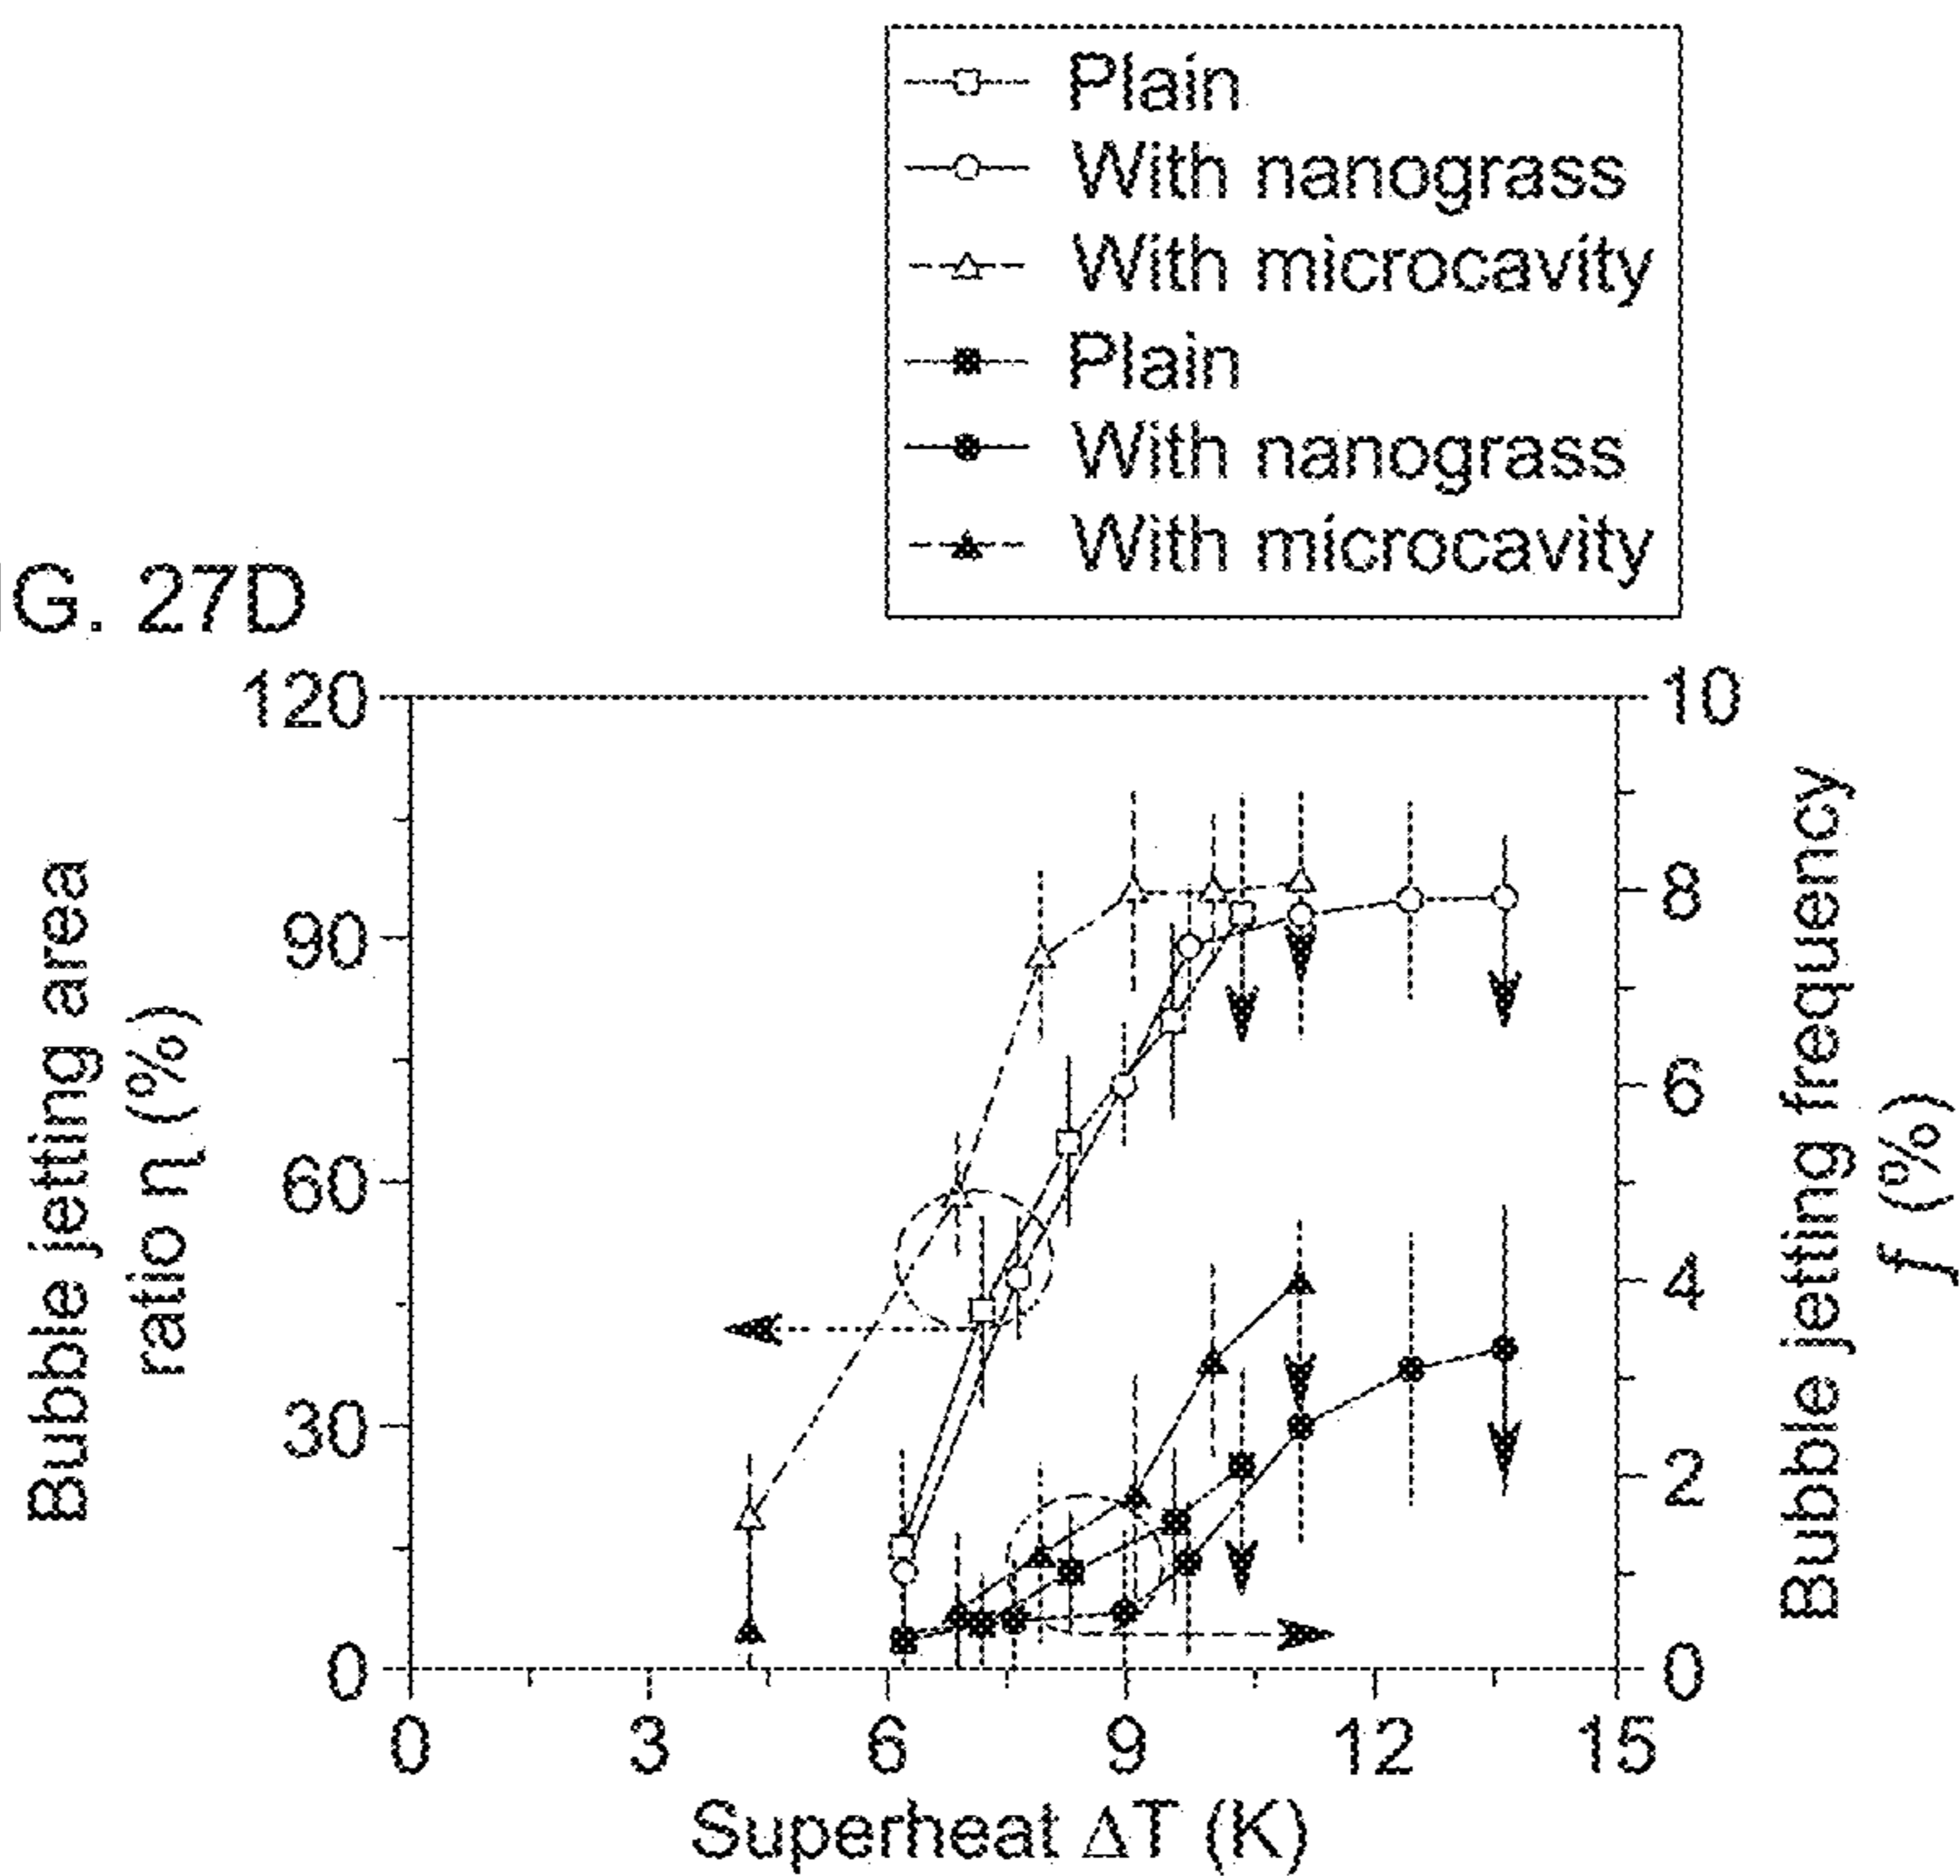 Plain
With nanograss
With microcavity
Plain
With nanograss
With microcavity
G. 27D
120
90
60
30
0
10
8
6
4
2
0
0 3 6 9 12 15
Bubble jetting area
ratio η (%)
Bubble jetting frequency
f (%)
Superheat ΔT (K)